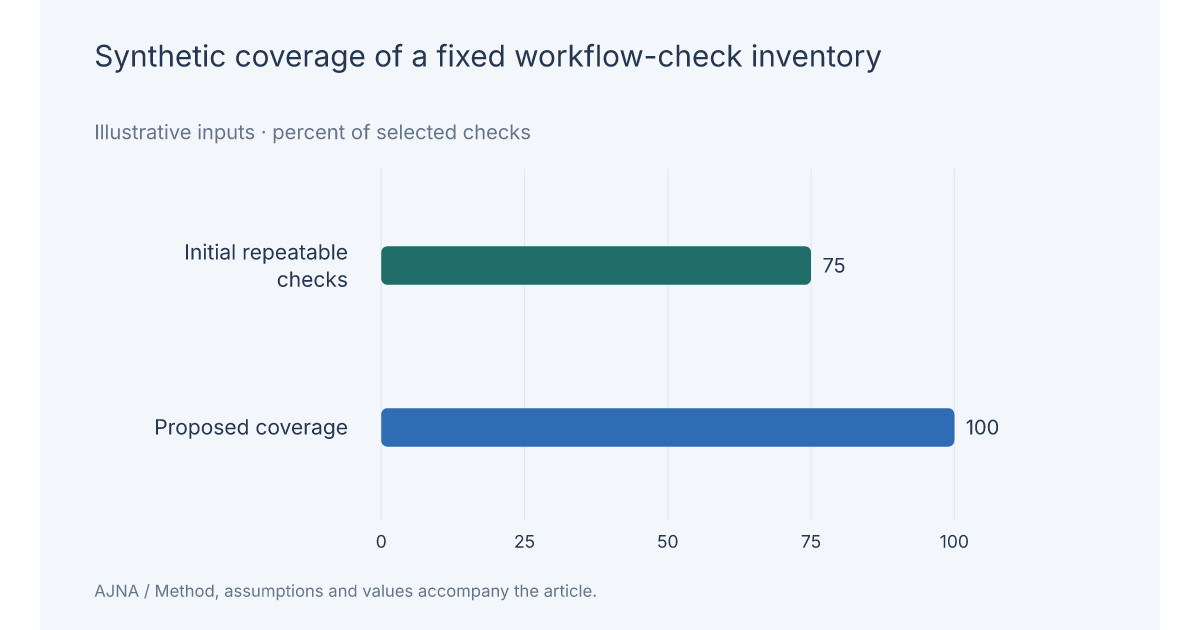 Synthetic coverage of a fixed workflow-check inventory
Illustrative inputs · percent of selected checks
Initial repeatable
checks
75
Proposed coverage
100
0 25 50 75 100
AJNA / Method, assumptions and values accompany the article.